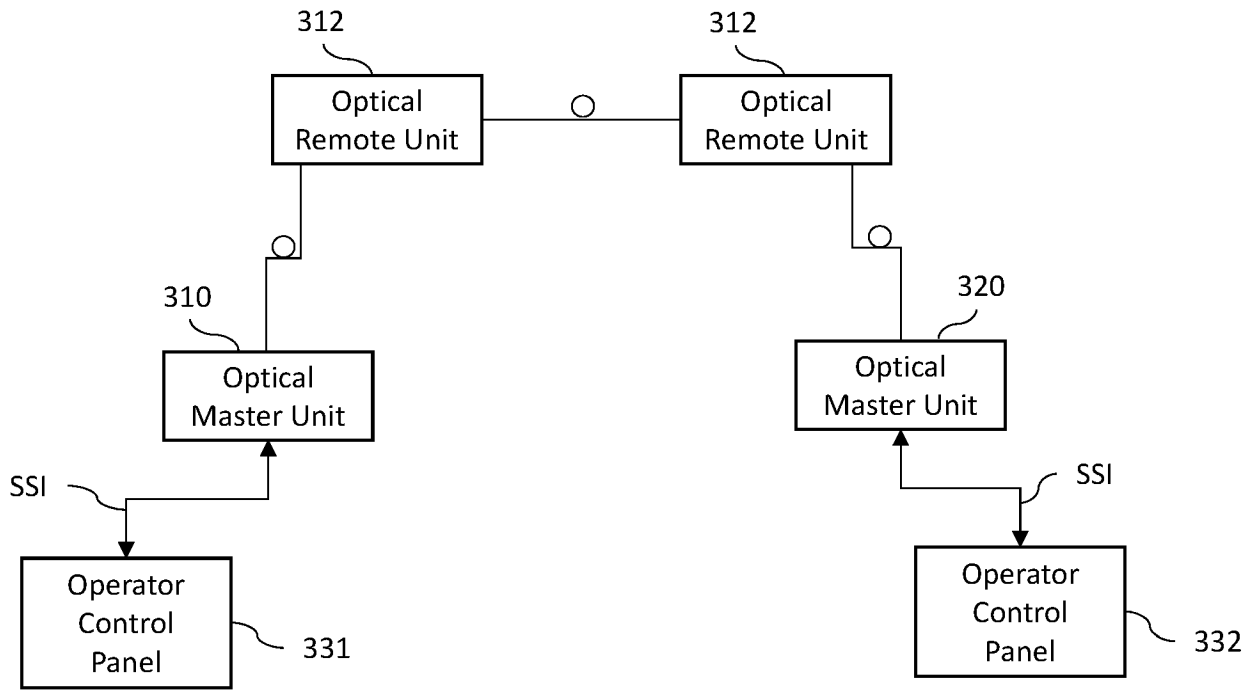 312
312
Optical
Remote Unit
Optical
Remote Unit
310
320
Optical
Master Unit
Optical
Master Unit
SSI
SSI
Operator
Control
Panel
331
Operator
Control
Panel
332